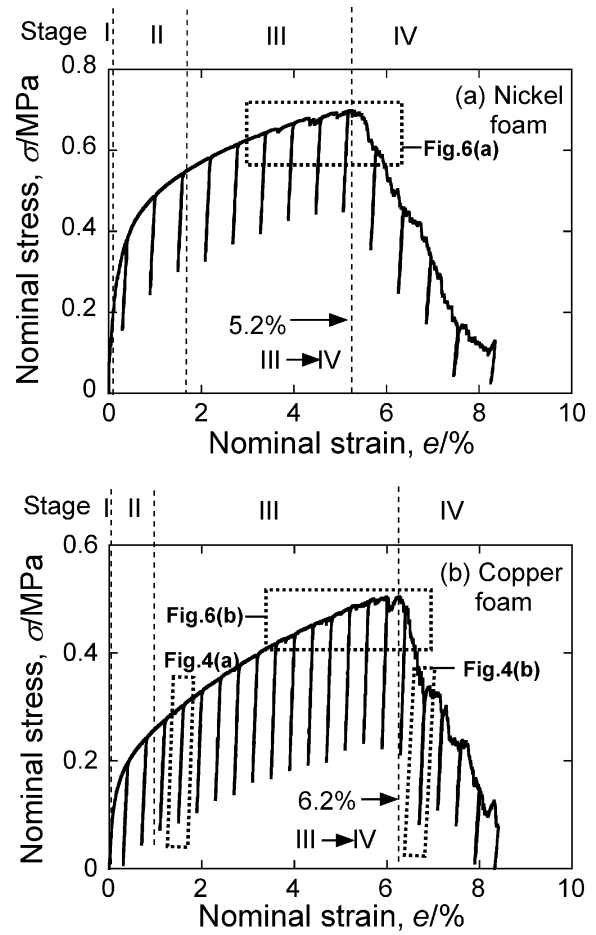 Stage I II III IV
0.8
(a) Nickel
foam
0.6
Fig.6(a)
0.4
0.2
5.2%
III IV
0
0 2 4 6 8 10
Nominal stress, σ/MPa
Nominal strain, e/%
Stage I II III IV
0.6
(b) Copper
foam
Fig.6(b)
Fig.4(a)
Fig.4(b)
0.4
0.2
6.2%
III IV
0
0 2 4 6 8 10
Nominal stress, σ/MPa
Nominal strain, e/%